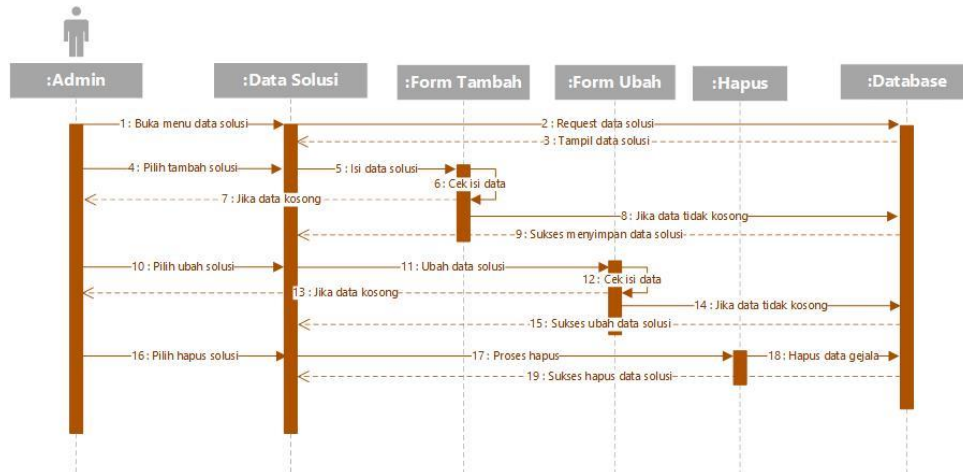 :Admin
:Data Solusi
:Form Tambah
:Form Ubah
:Hapus
:Database
1 : Buka menu data solusi
2 : Request data solusi
3 : Tampil data solusi
4 : Pilih tambah solusi
5 : Isi data solusi
6 : Cek isi data
7 : Jika data kosong
8 : Jika data tidak kosong
9 : Sukses menyimpan data solusi
10 : Pilih ubah solusi
11 : Ubah data solusi
12 : Cek isi data
13 : Jika data kosong
14 : Jika data tidak kosong
15 : Sukses ubah data solusi
16 : Pilih hapus solusi
17 : Proses hapus
18 : Hapus data gejala
19 : Sukses hapus data solusi